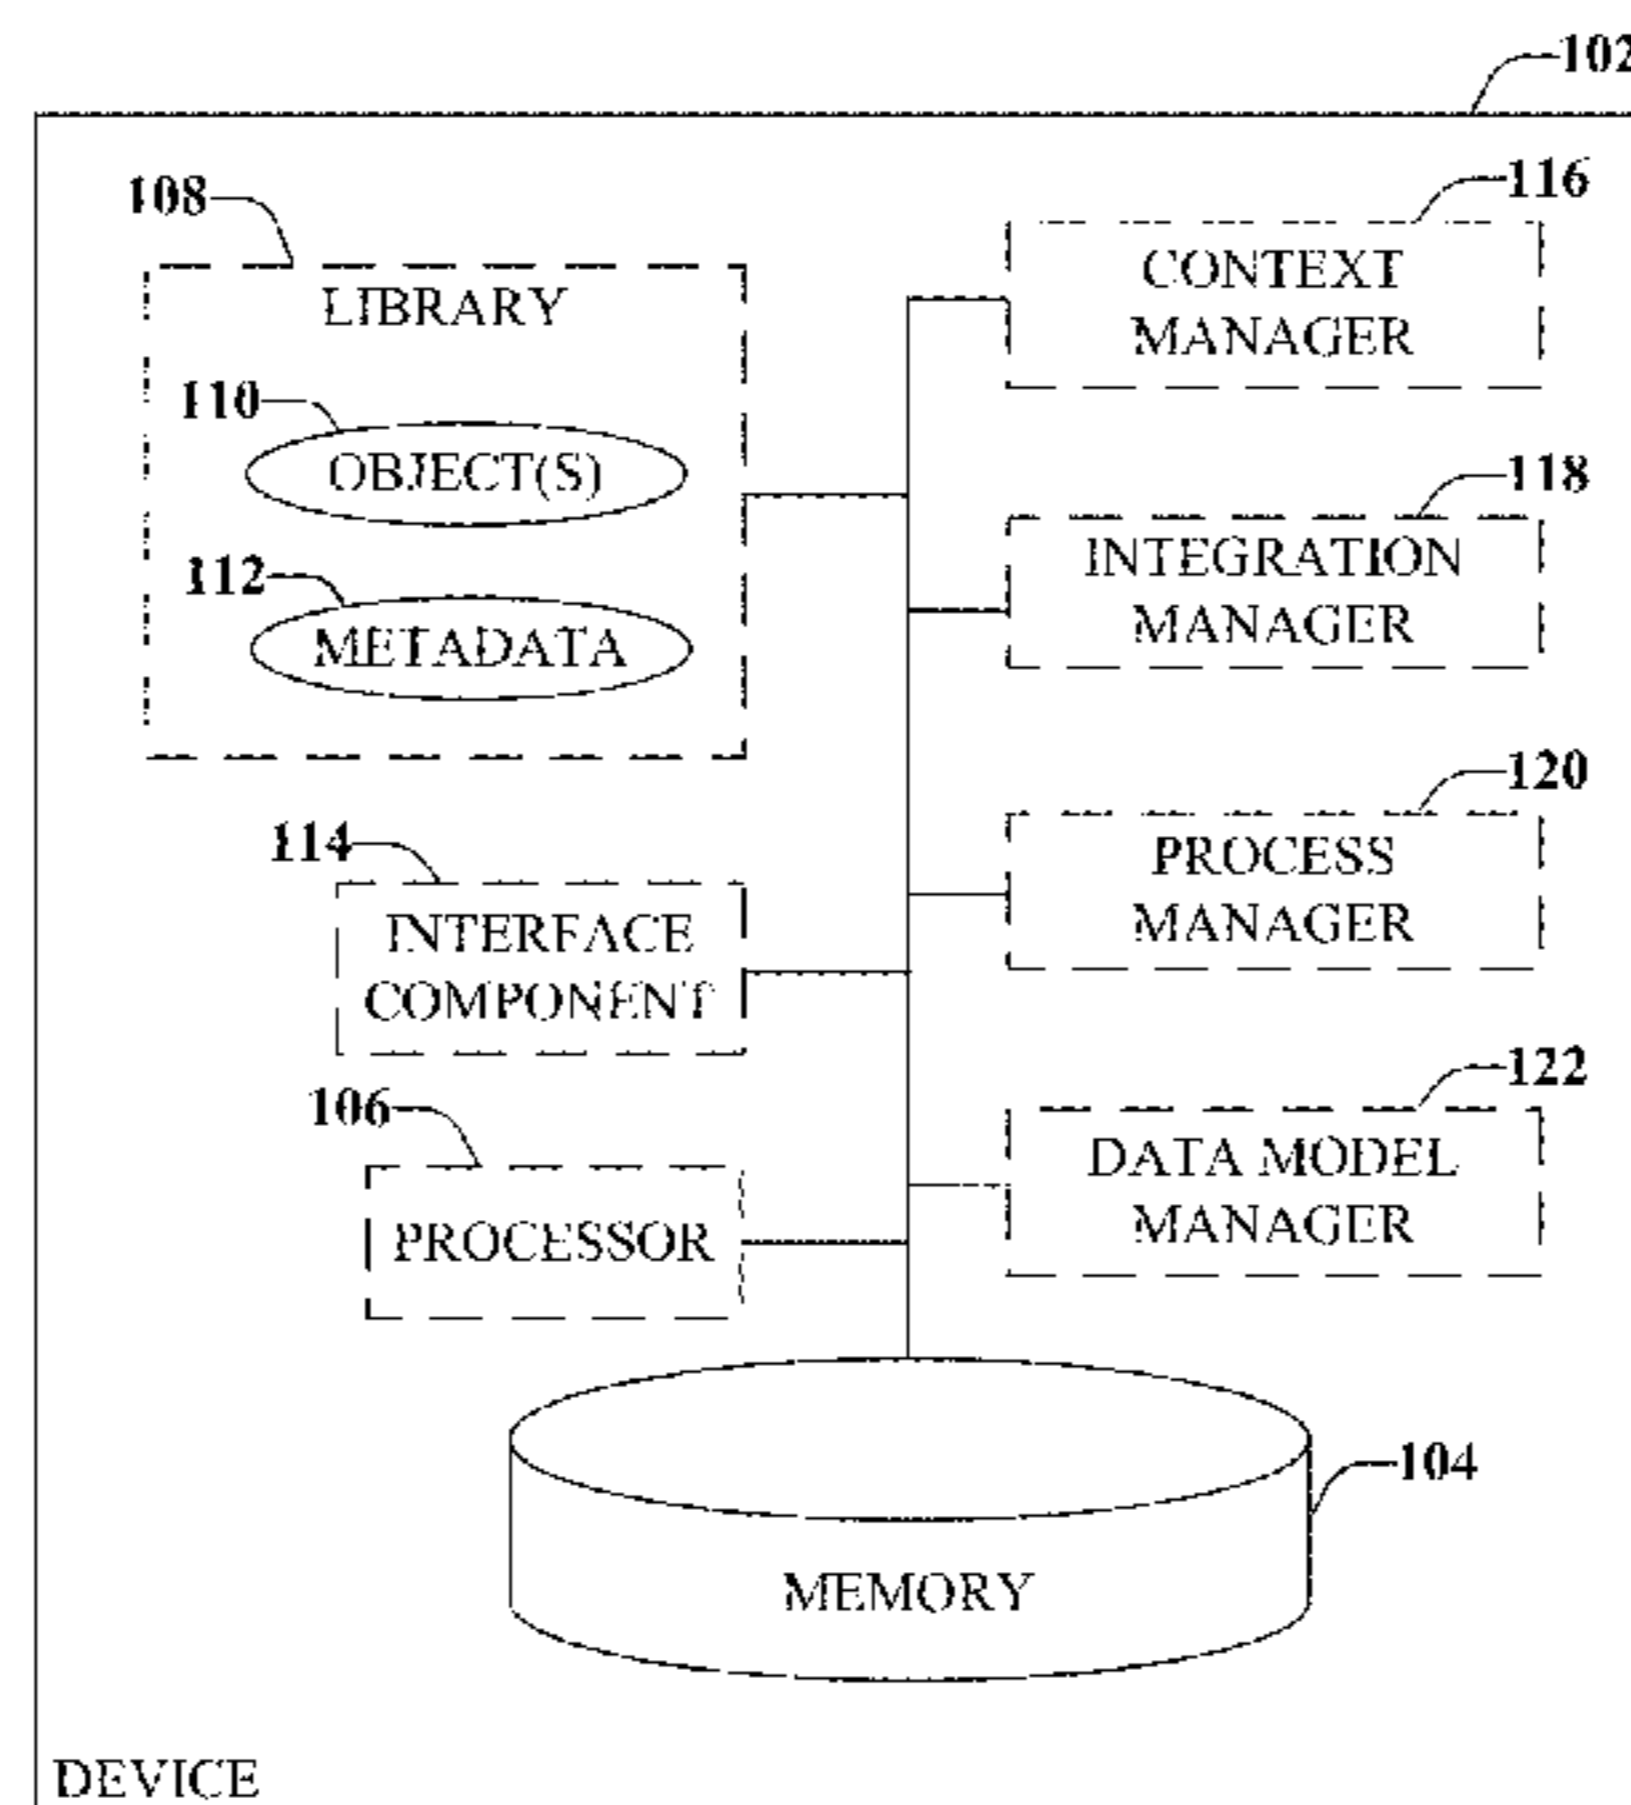 102
108
LIBRARY
110
OBJECT(S)
112
METADATA
114
INTERFACE
COMPONENT
106
PROCESSOR
116
CONTEXT
MANAGER
118
INTEGRATION
MANAGER
120
PROCESS
MANAGER
122
DATA MODEL
MANAGER
104
MEMORY
DEVICE